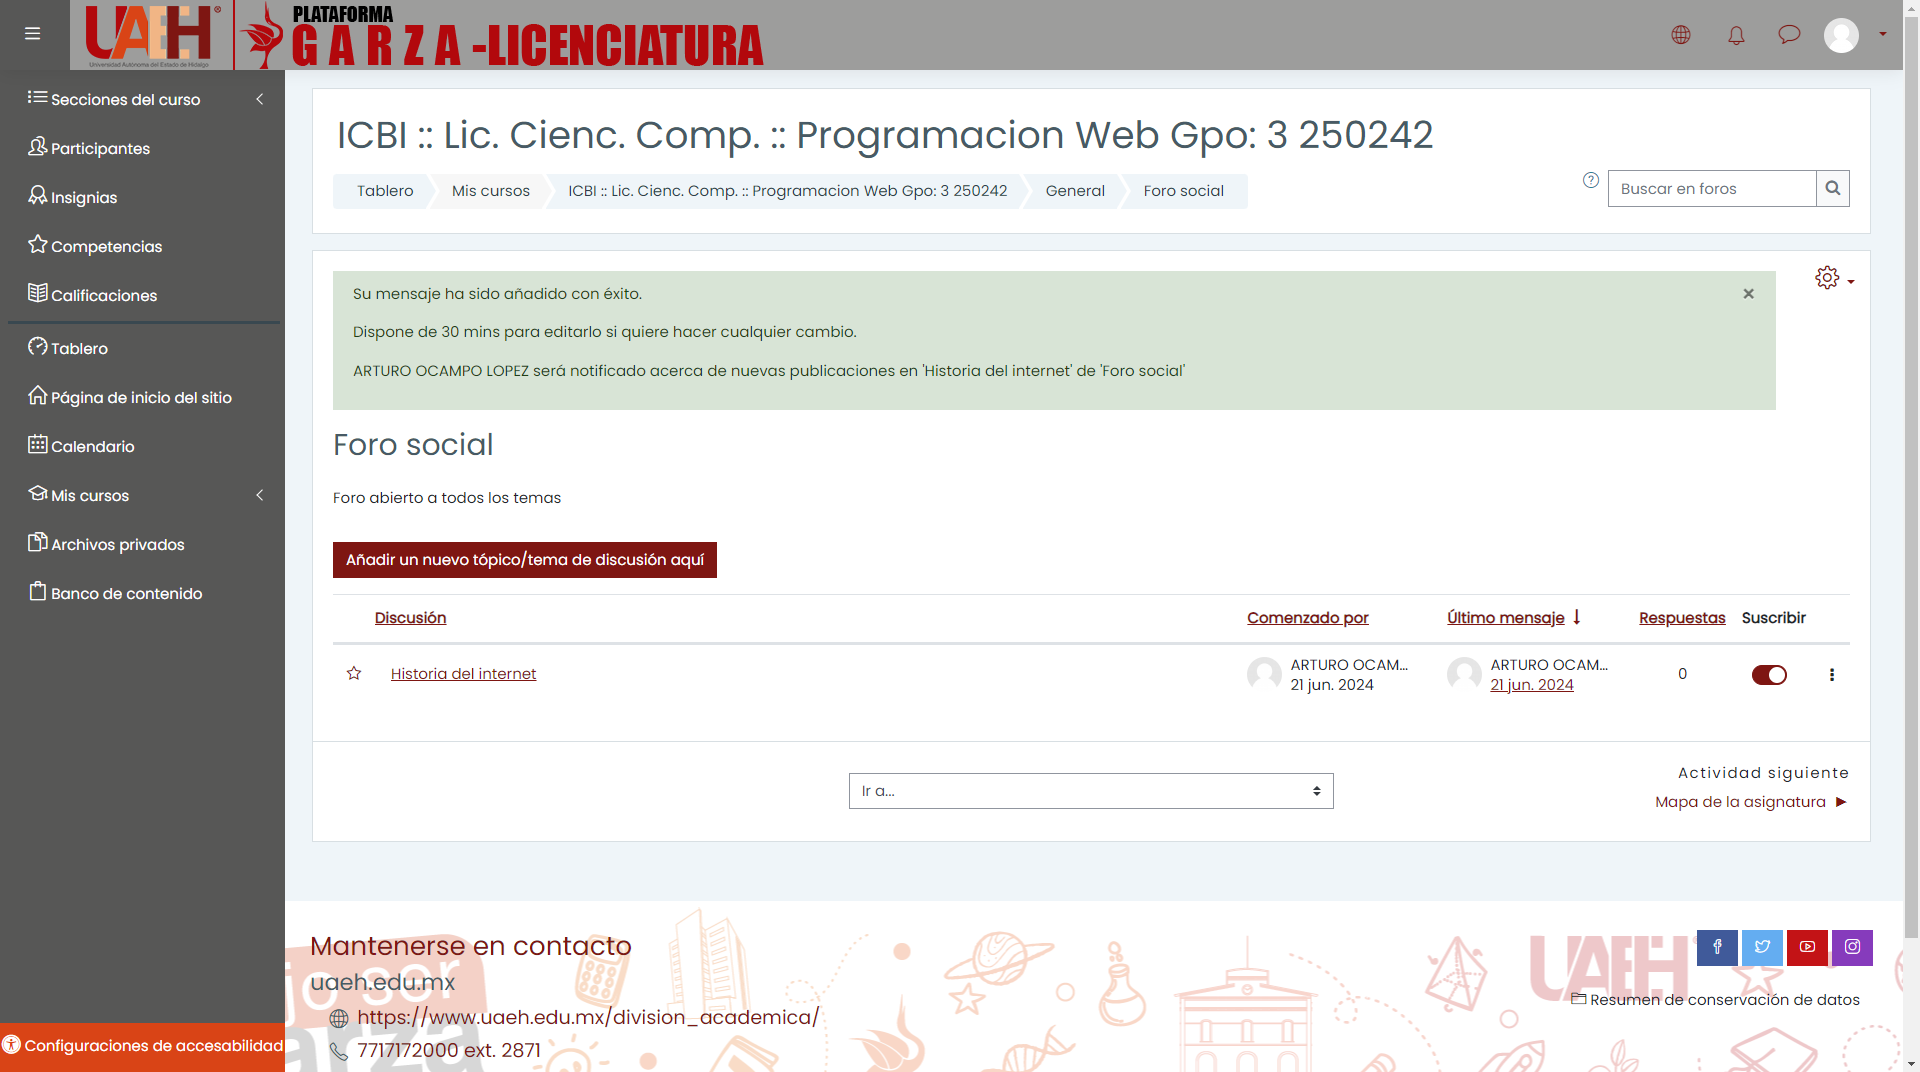 UAEH®
Universidad Autónoma del Estado de Hidalgo
PLATAFORMA
GARZA -LICENCIATURA
Secciones del curso
Participantes
Insignias
Competencias
Calificaciones
Tablero
Página de inicio del sitio
Calendario
Mis cursos
Archivos privados
Banco de contenido
Configuraciones de accesabilidad
ICBI :: Lic. Cienc. Comp. :: Programacion Web Gpo: 3 250242
Tablero Mis cursos ICBI :: Lic. Cienc. Comp. :: Programacion Web Gpo: 3 250242 General Foro social
Buscar en foros
Su mensaje ha sido añadido con éxito.
Dispone de 30 mins para editarlo si quiere hacer cualquier cambio.
ARTURO OCAMPO LOPEZ será notificado acerca de nuevas publicaciones en 'Historia del internet' de 'Foro social'
Foro social
Foro abierto a todos los temas
Añadir un nuevo tópico/tema de discusión aquí
Discusión Comenzado por Último mensaje ↓ Respuestas Suscribir
Historia del internet ARTURO OCAM... 21 jun. 2024 ARTURO OCAM... 21 jun. 2024 0
Ir a...
Actividad siguiente
Mapa de la asignatura ►
Mantenerse en contacto
uaeh.edu.mx
https://www.uaeh.edu.mx/division_academica/
7717172000 ext. 2871
UAEH
Resumen de conservación de datos